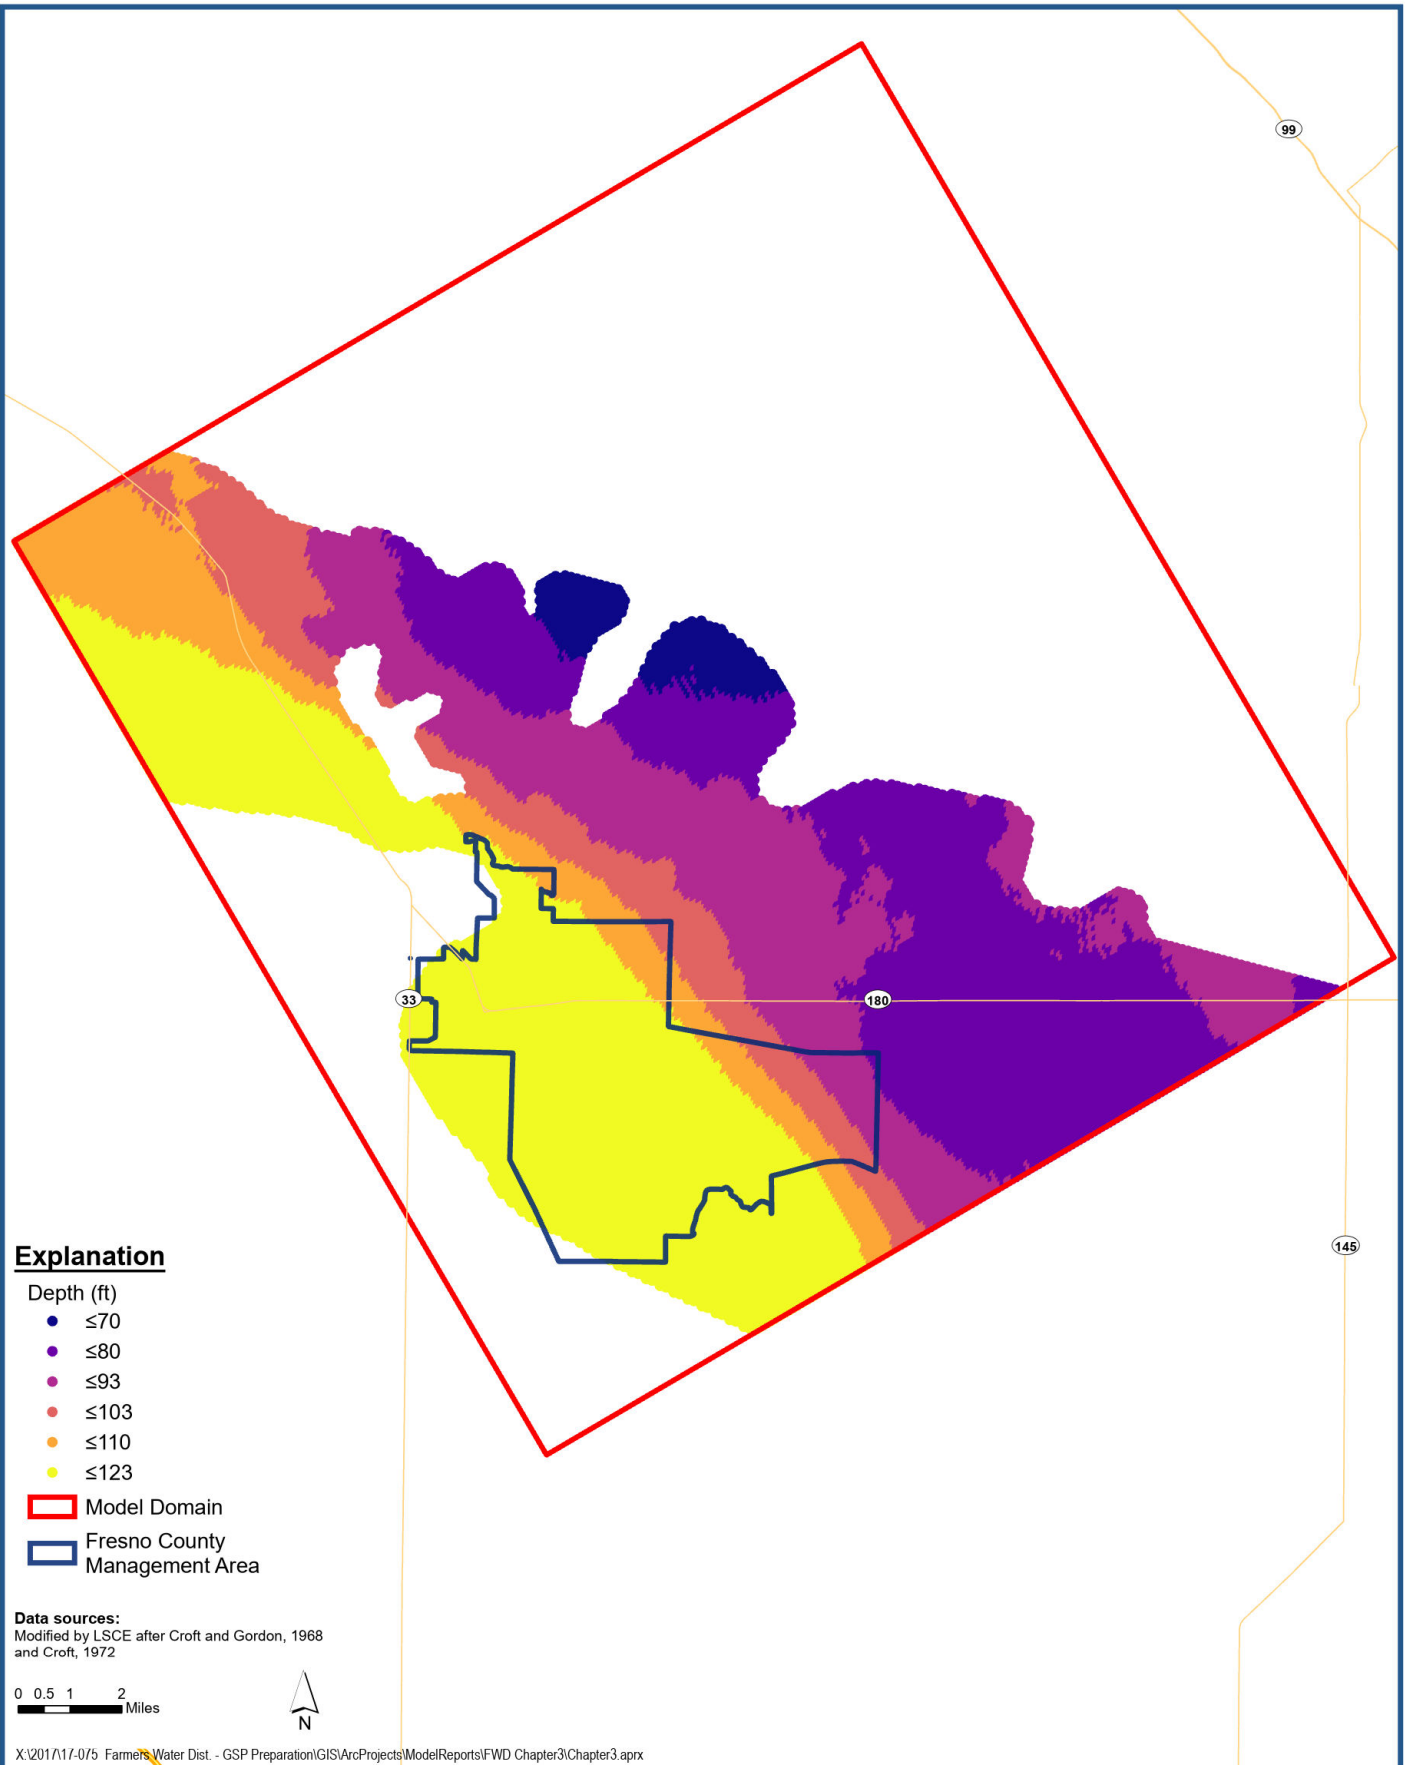 99
33
180
145
Explanation
Depth (ft)
≤70
≤80
≤93
≤103
≤110
≤123
Model Domain
Fresno County
Management Area
Data sources:
Modified by LSCE after Croft and Gordon, 1968
and Croft, 1972
0 0.5 1 2
Miles
N
X:\2017\17-075 Farmers Water Dist. - GSP Preparation\GIS\ArcProjects\ModelReports\FWD Chapter3\Chapter3.aprx